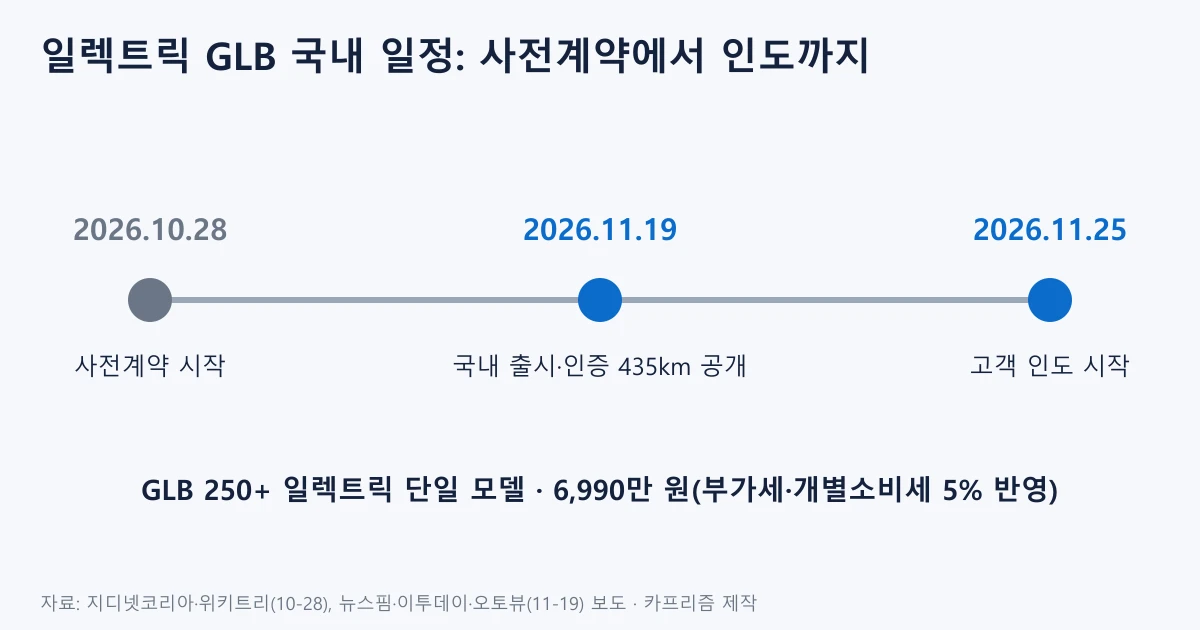 일렉트릭 GLB 국내 일정: 사전계약에서 인도까지
2026.10.28
2026.11.19
2026.11.25
사전계약 시작
국내 출시·인증 435km 공개
고객 인도 시작
GLB 250+ 일렉트릭 단일 모델 · 6,990만 원(부가세·개별소비세 5% 반영)
자료: 지디넷코리아·위키트리(10-28), 뉴스핌·이투데이·오토뷰(11-19) 보도 · 카프리즘 제작